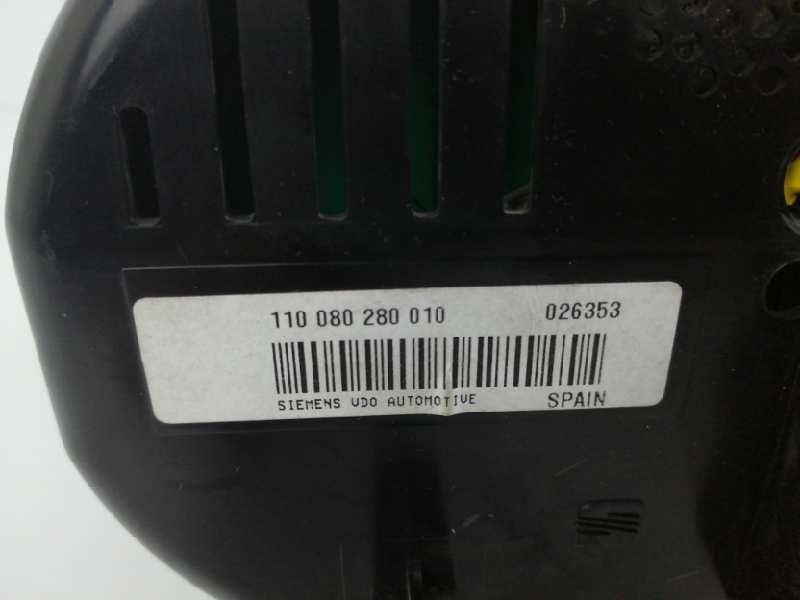 110 080 280 010 026353
SIEMENS VDO AUTOMOTIVE SPAIN